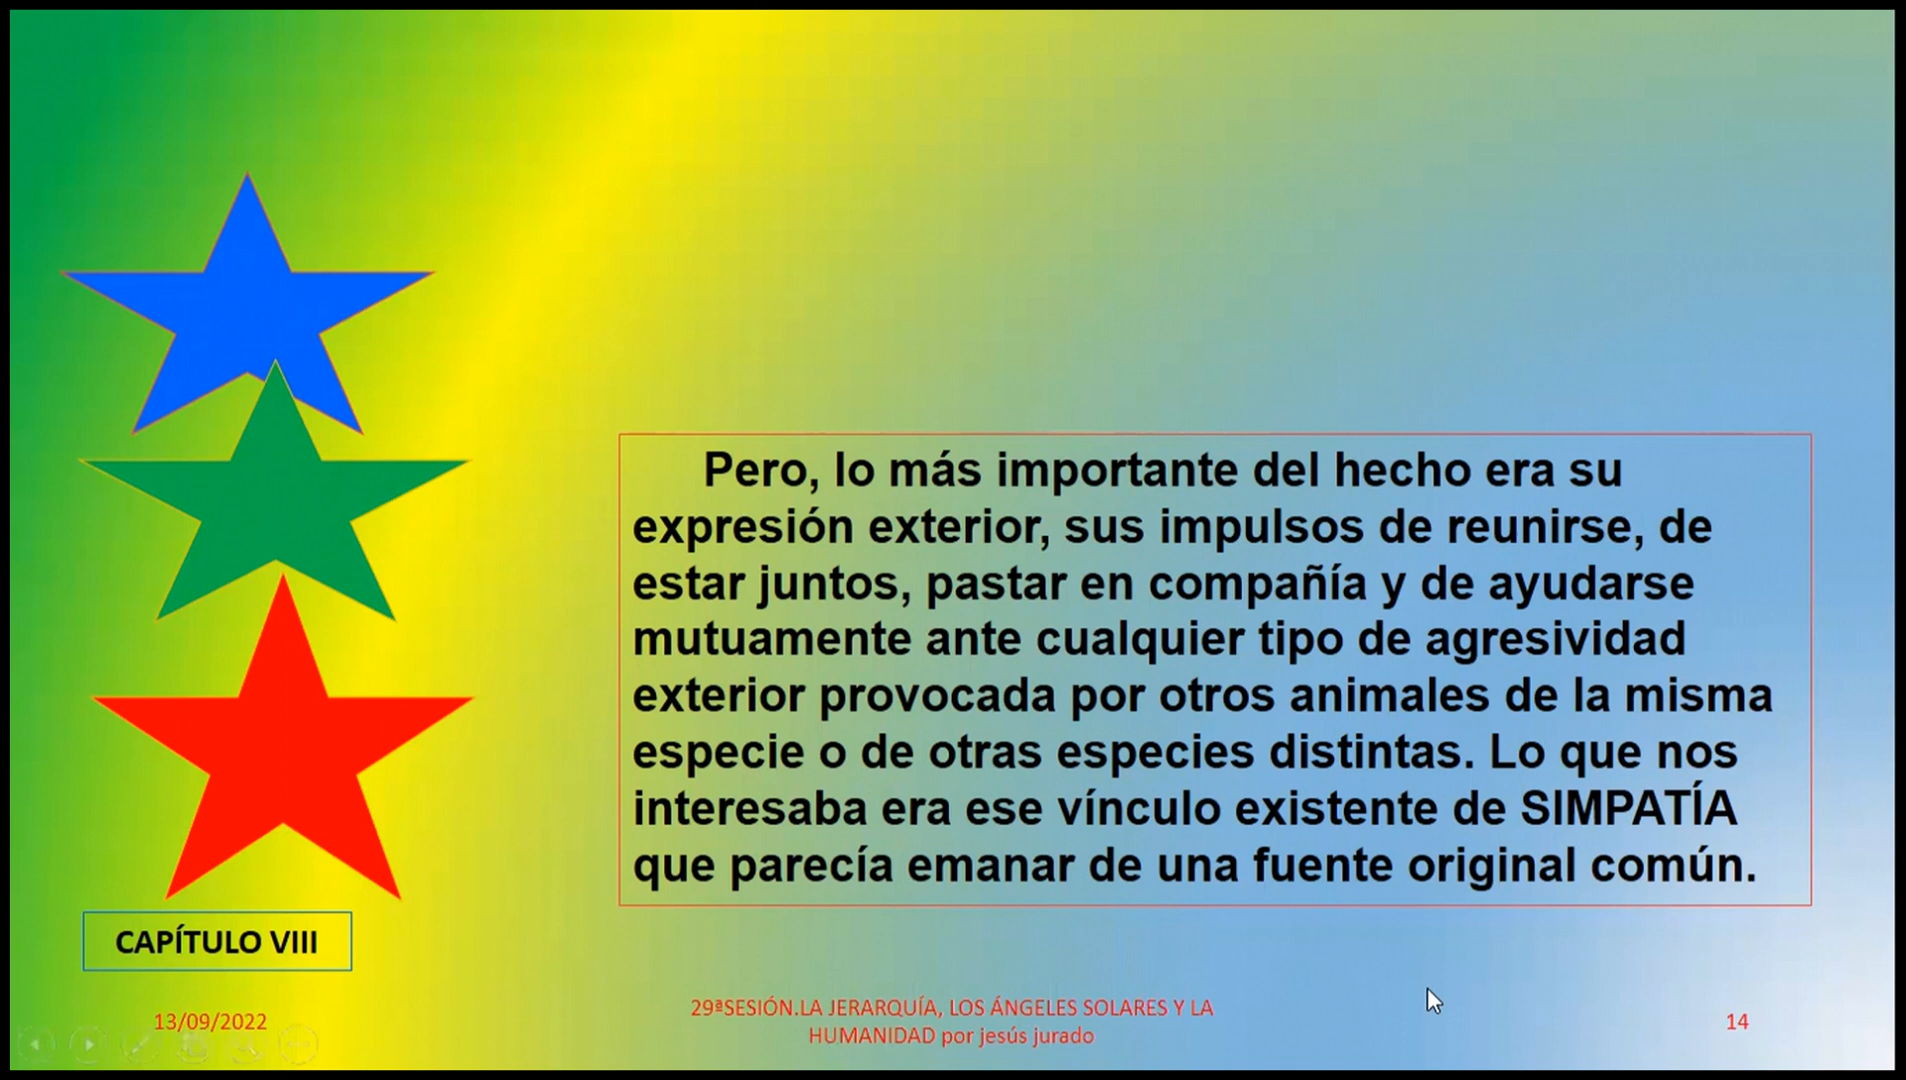 Pero, lo más importante del hecho era su
expresión exterior, sus impulsos de reunirse, de
estar juntos, pastar en compañía y de ayudarse
mutuamente ante cualquier tipo de agresividad
exterior provocada por otros animales de la misma
especie o de otras especies distintas. Lo que nos
interesaba era ese vínculo existente de SIMPATÍA
que parecía emanar de una fuente original común.
CAPÍTULO VIII
13/09/2022
29ªSESIÓN.LA JERARQUÍA, LOS ÁNGELES SOLARES Y LA
HUMANIDAD por jesús jurado
14